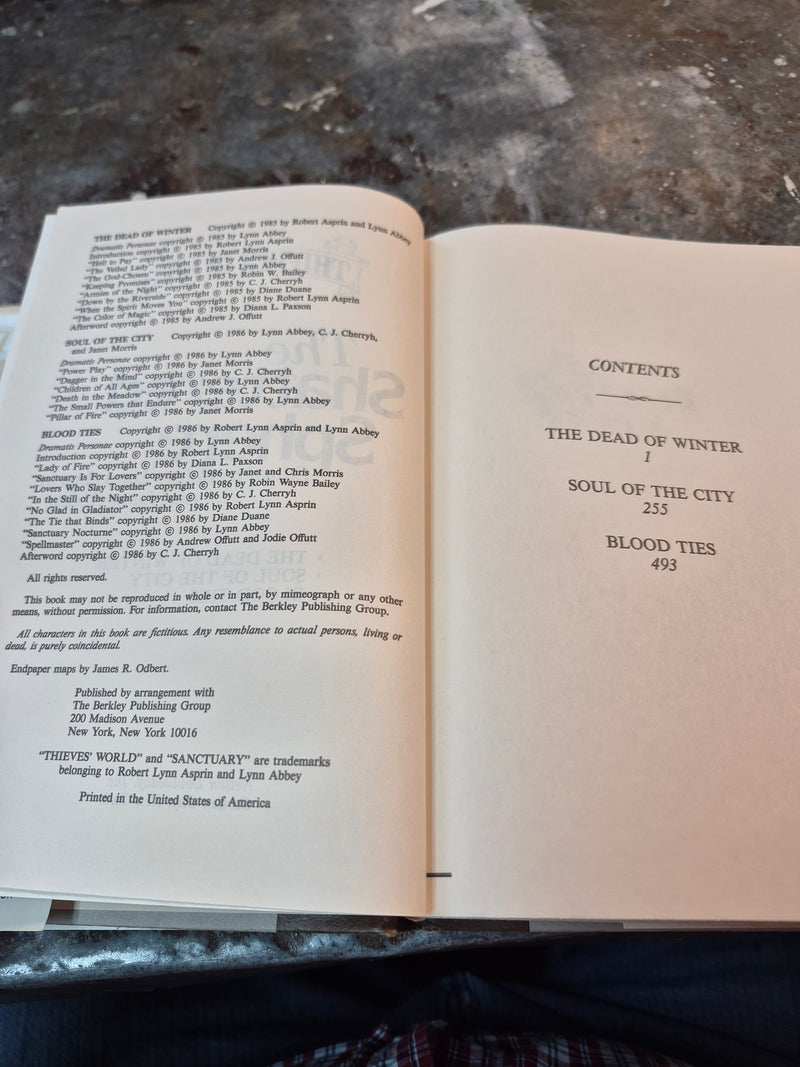 THE DEAD OF WINTER Copyright © 1985 by Robert Asprin and Lynn Abbey
Dramatis Personae copyright © 1985 by Lynn Abbey
Introduction copyright © 1985 by Robert Lynn Asprin
"Hell to Pay" copyright © 1985 by Janet Morris
"The Veiled Lady" copyright © 1985 by Andrew J. Offutt
"The God-Chosen" copyright © 1985 by Lynn Abbey
"Keeping Promises" copyright © 1985 by Robin W. Bailey
"Armies of the Night" copyright © 1985 by C. J. Cherryh
"Down by the Riverside" copyright © 1985 by Diane Duane
"When the Spirit Moves You" copyright © 1985 by Robert Lynn Asprin
"The Color of Magic" copyright © 1985 by Diana L. Paxson
Afterword copyright © 1985 by Andrew J. Offutt
SOUL OF THE CITY Copyright © 1986 by Lynn Abbey, C. J. Cherryh,
and Janet Morris
Dramatis Personae copyright © 1986 by Lynn Abbey
"Power Play" copyright © 1986 by Janet Morris
"Dagger in the Mind" copyright © 1986 by C. J. Cherryh
"Children of All Ages" copyright © 1986 by Lynn Abbey
"Death in the Meadow" copyright © 1986 by C. J. Cherryh
"The Small Powers that Endure" copyright © 1986 by Lynn Abbey
"Pillar of Fire" copyright © 1986 by Janet Morris
BLOOD TIES Copyright © 1986 by Robert Lynn Asprin and Lynn Abbey
Dramatis Personae copyright © 1986 by Lynn Abbey
Introduction copyright © 1986 by Robert Lynn Asprin
"Lady of Fire" copyright © 1986 by Diana L. Paxson
"Sanctuary Is For Lovers" copyright © 1986 by Janet and Chris Morris
"Lovers Who Slay Together" copyright © 1986 by Robin Wayne Bailey
"In the Still of the Night" copyright © 1986 by C. J. Cherryh
"No Glad in Gladiator" copyright © 1986 by Robert Lynn Asprin
"The Tie that Binds" copyright © 1986 by Diane Duane
"Sanctuary Nocturne" copyright © 1986 by Lynn Abbey
"Spellmaster" copyright © 1986 by Andrew Offutt and Jodie Offutt
Afterword copyright © 1986 by C. J. Cherryh
All rights reserved.
This book may not be reproduced in whole or in part, by mimeograph or any other
means, without permission. For information, contact The Berkley Publishing Group.
All characters in this book are fictitious. Any resemblance to actual persons, living or
dead, is purely coincidental.
Endpaper maps by James R. Odbert.
Published by arrangement with
The Berkley Publishing Group
200 Madison Avenue
New York, New York 10016
"THIEVES' WORLD" and "SANCTUARY" are trademarks
belonging to Robert Lynn Asprin and Lynn Abbey
Printed in the United States of America
CONTENTS
THE DEAD OF WINTER
1
SOUL OF THE CITY
255
BLOOD TIES
493